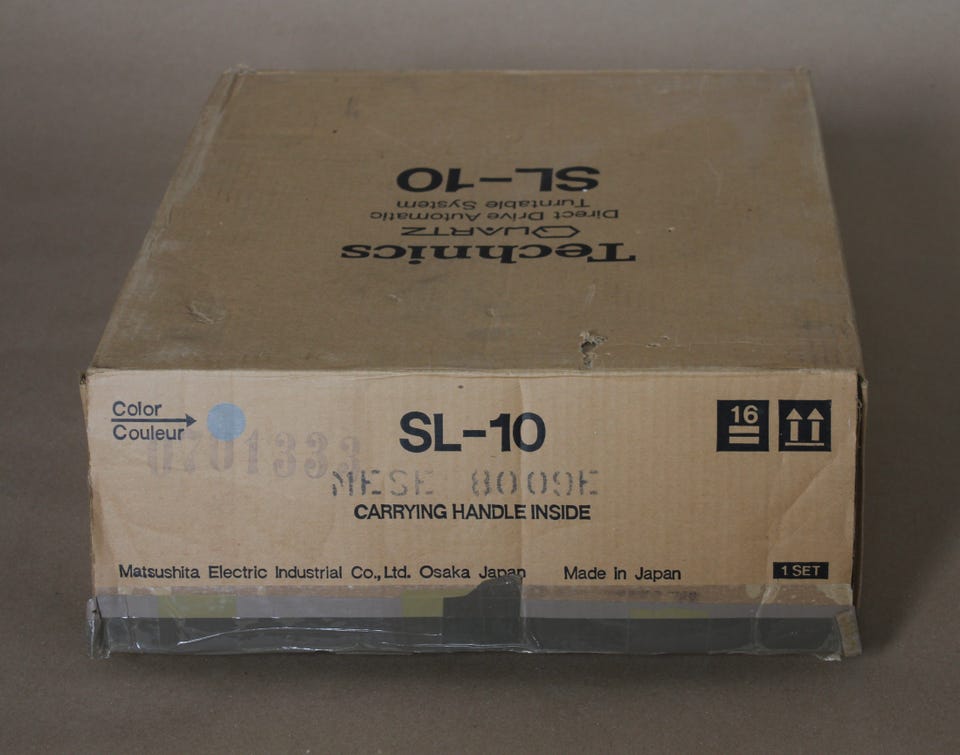 Technics
QUARTZ
Direct Drive Automatic
Turntable System
SL-10
Color
Couleur
SL-10
16
0701333
MESE 8009E
CARRYING HANDLE INSIDE
Matsushita Electric Industrial Co., Ltd. Osaka Japan Made in Japan
1 SET